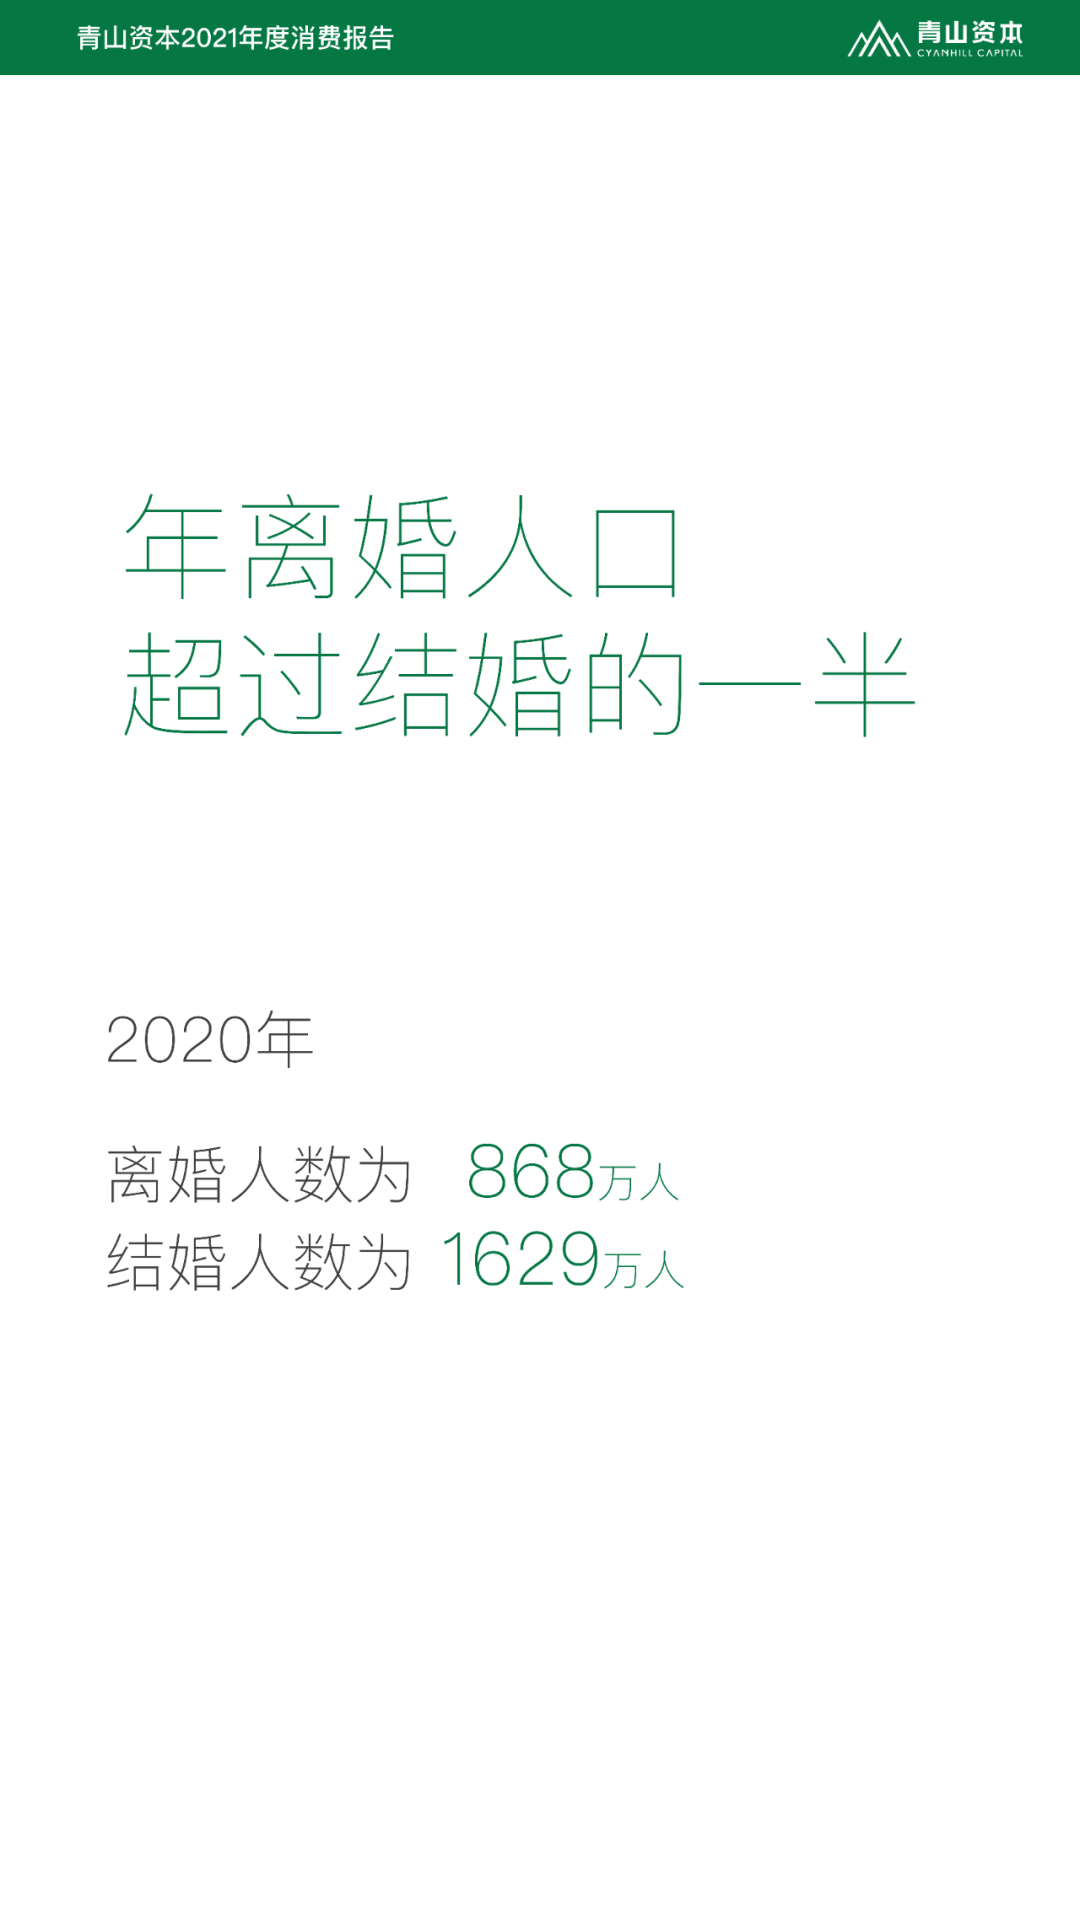 青山资本2021年度消费报告
青山资本
CYANHILL CAPITAL
年离婚人口
超过结婚的一半
2020年
离婚人数为 868万人
结婚人数为 1629万人